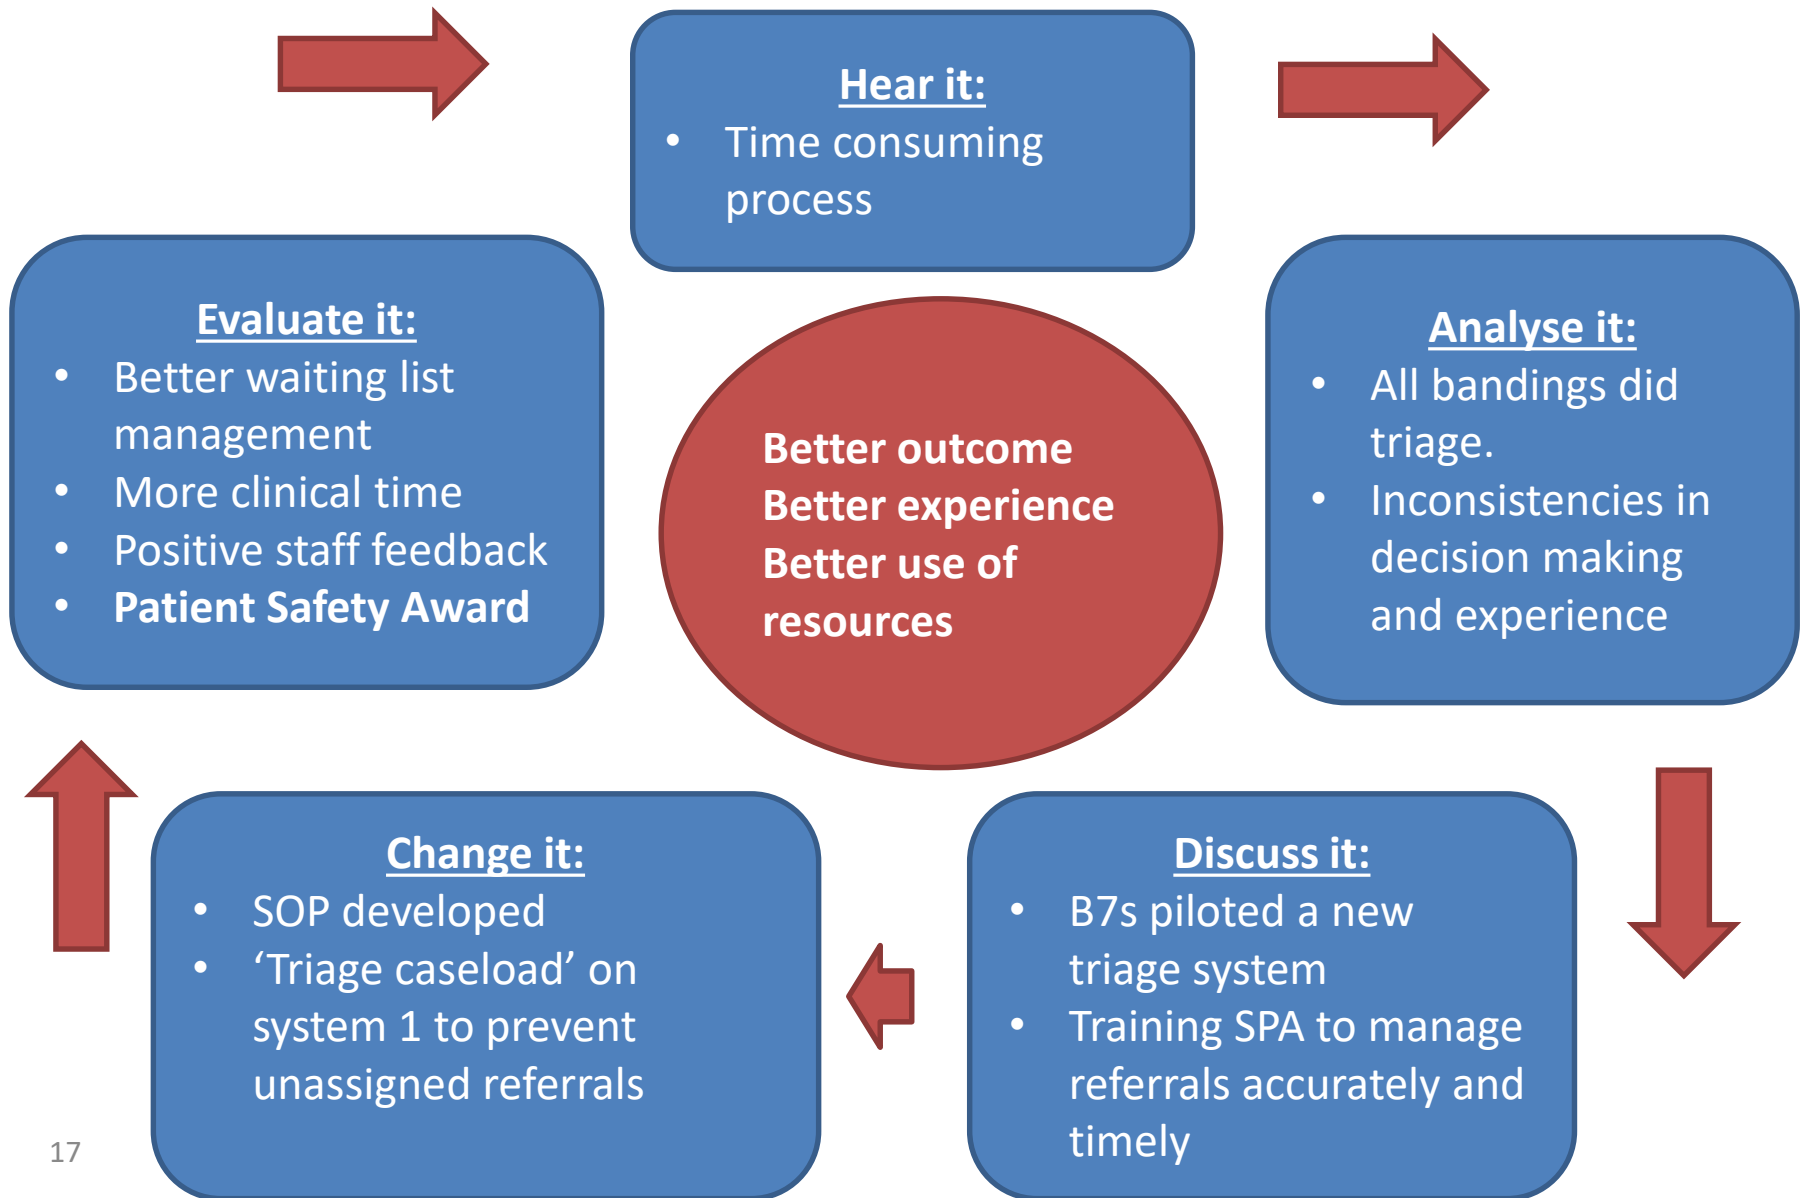 Hear it:
• Time consuming
process
Analyse it:
• All bandings did
triage.
• Inconsistencies in
decision making
and experience
Discuss it:
• B7s piloted a new
triage system
• Training SPA to manage
referrals accurately and
timely
Change it:
• SOP developed
• ‘Triage caseload’ on
system 1 to prevent
unassigned referrals
Evaluate it:
• Better waiting list
management
• More clinical time
• Positive staff feedback
• Patient Safety Award
Better outcome
Better experience
Better use of
resources
17